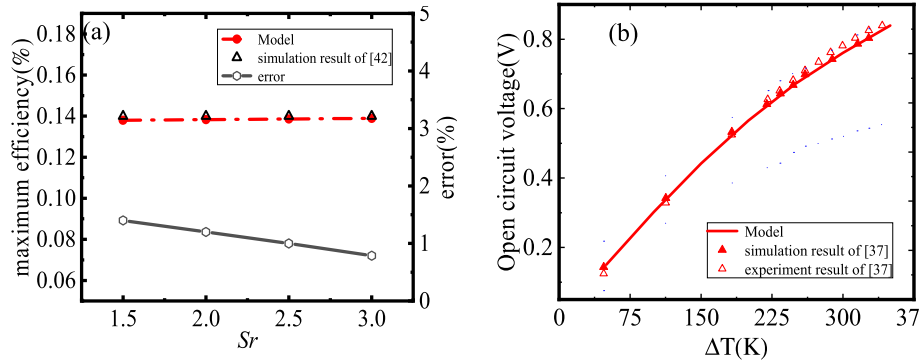 (a)
Model
simulation result of [42]
error
maximum efficiency(%)
0.18
0.16
0.14
0.12
0.10
0.08
0.06
5
4
3
2
1
0
error(%)
1.5 2.0 2.5 3.0
Sr
(b)
Open circuit voltage(V)
0.8
0.6
0.4
0.2
Model
simulation result of [37]
experiment result of [37]
0 75 150 225 300 37
ΔT(K)